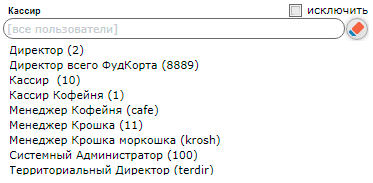 Кассир
исключить
[все пользователи]
Директор (2)
Директор всего ФудКорта (8889)
Кассир (10)
Кассир Кофейня (1)
Менеджер Кофейня (cafe)
Менеджер Крошка (11)
Менеджер Крошка моркошка (krosh)
Системный Администратор (100)
Территориальный Директор (terdir)